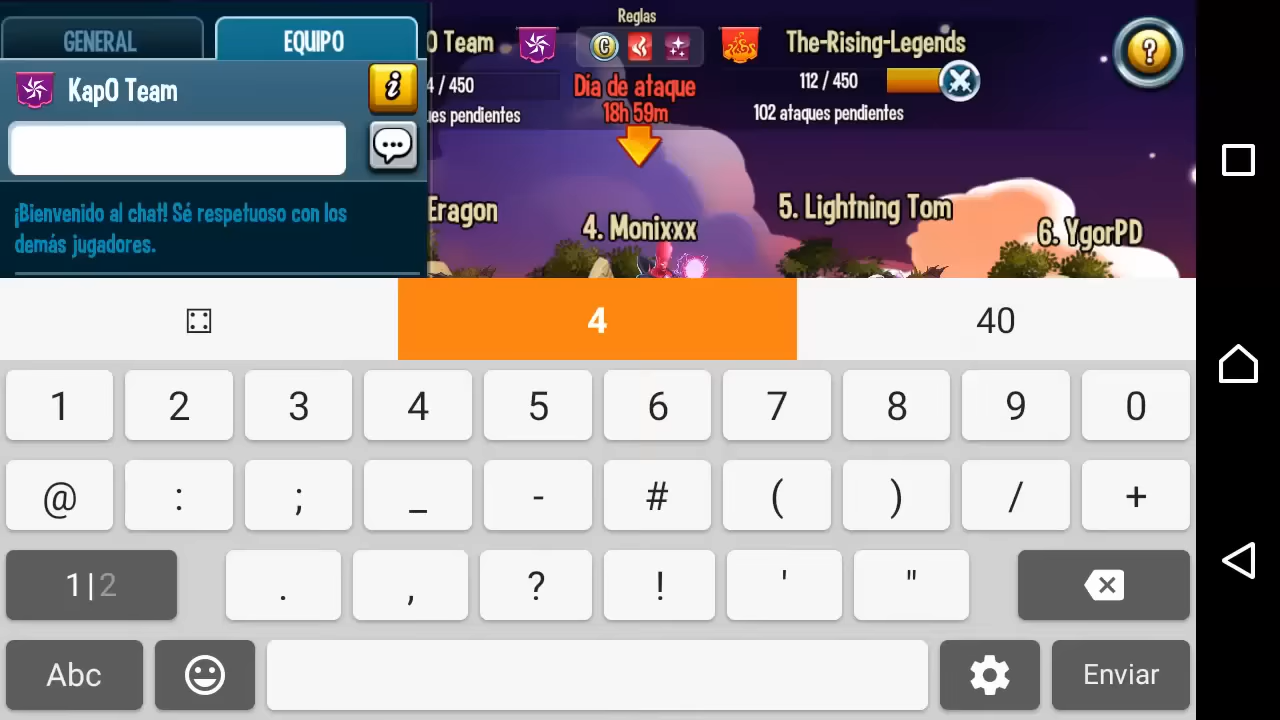 GENERAL
EQUIPO
Kap0 Team
¡Bienvenido al chat! Sé respetuoso con los
demás jugadores.
0 Team
4 / 450
ues pendientes
Reglas
Día de ataque
18h 59m
The-Rising-Legends
112 / 450
102 ataques pendientes
?
Eragon
4. Monixxx
5. Lightning Tom
6. YgorPD
4
40
1 2 3 4 5 6 7 8 9 0
@ : ; _ - # ( ) / +
1|2 . , ? ! ' "
Abc
Enviar